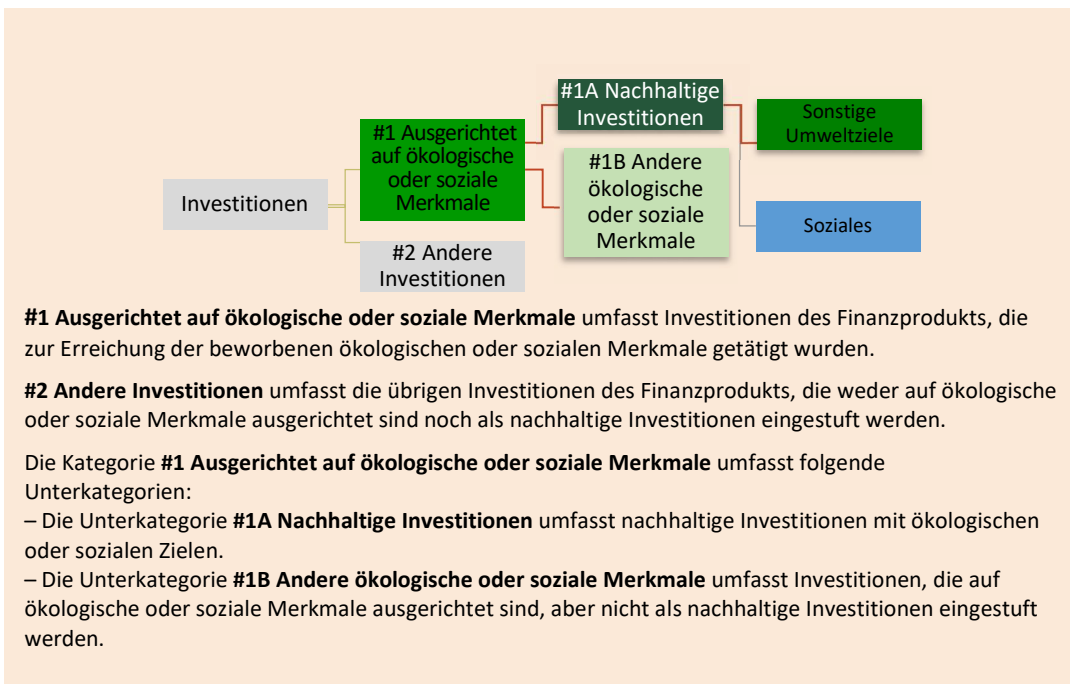 #1A Nachhaltige
Investitionen
Sonstige
Umweltziele
#1 Ausgerichtet
auf ökologische
oder soziale
Merkmale
#1B Andere
ökologische
oder soziale
Merkmale
Investitionen
Soziales
#2 Andere
Investitionen
#1 Ausgerichtet auf ökologische oder soziale Merkmale umfasst Investitionen des Finanzprodukts, die
zur Erreichung der beworbenen ökologischen oder sozialen Merkmale getätigt wurden.
#2 Andere Investitionen umfasst die übrigen Investitionen des Finanzprodukts, die weder auf ökologische
oder soziale Merkmale ausgerichtet sind noch als nachhaltige Investitionen eingestuft werden.
Die Kategorie #1 Ausgerichtet auf ökologische oder soziale Merkmale umfasst folgende
Unterkategorien:
– Die Unterkategorie #1A Nachhaltige Investitionen umfasst nachhaltige Investitionen mit ökologischen
oder sozialen Zielen.
– Die Unterkategorie #1B Andere ökologische oder soziale Merkmale umfasst Investitionen, die auf
ökologische oder soziale Merkmale ausgerichtet sind, aber nicht als nachhaltige Investitionen eingestuft
werden.